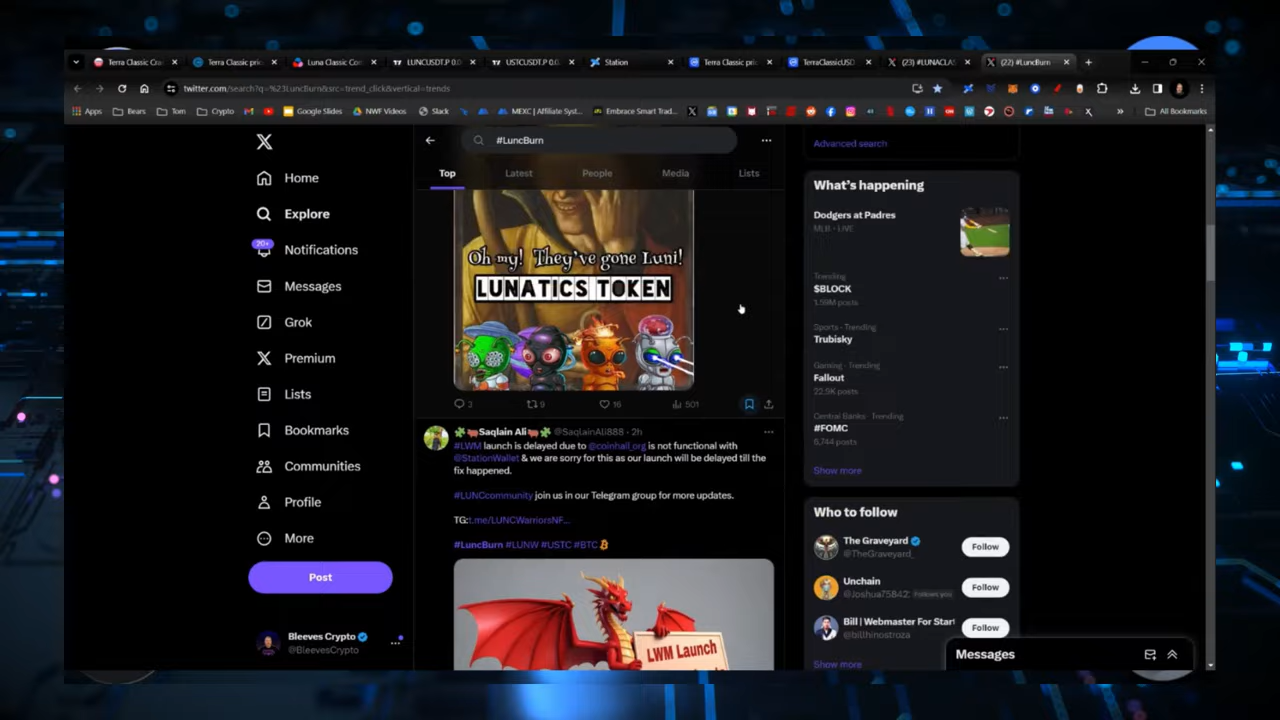 Terra Classic Cra
Terra Classic pric
Luna Classic Con
LUNCUSDT.P 0.0
USTCUSDT.P 0.0
Station
Terra Classic pric
TerraClassicUSD
(23) #LUNACLAS
(22) #LuncBurn
twitter.com/search?q=%23LuncBurn&src=trend_click&vertical=trends
Apps
Bears
Tom
Crypto
Google Slides
NWF Videos
Slack
MEXC | Affiliate Syst...
Embrace Smart Trad...
All Bookmarks
#LuncBurn
Advanced search
Top
Latest
People
Media
Lists
Home
Explore
20+
Notifications
Messages
Grok
Premium
Lists
Bookmarks
Communities
Profile
More
Post
Bleeves Crypto
@BleevesCrypto
Oh my! They've gone Luni!
LUNATICS TOKEN
3
9
16
501
Saqlain Ali @SaqlainAli888 · 2h
#LWM launch is delayed due to @coinhall_org is not functional with
@StationWallet & we are sorry for this as our launch will be delayed till the
fix happened.
#LUNCcommunity join us in our Telegram group for more updates.
TG:t.me/LUNCWarriorsNF...
#LuncBurn #LUNW #USTC #BTC
LWM Launch
What's happening
Dodgers at Padres
MLB · LIVE
Trending
$BLOCK
1.59M posts
Sports · Trending
Trubisky
Gaming · Trending
Fallout
22.9K posts
Central Banks · Trending
#FOMC
6,744 posts
Show more
Who to follow
The Graveyard
@TheGraveyard_
Follow
Unchain
@Joshua75842 Follows you
Follow
Bill | Webmaster For Start
@billhinostroza
Follow
Show more
Messages